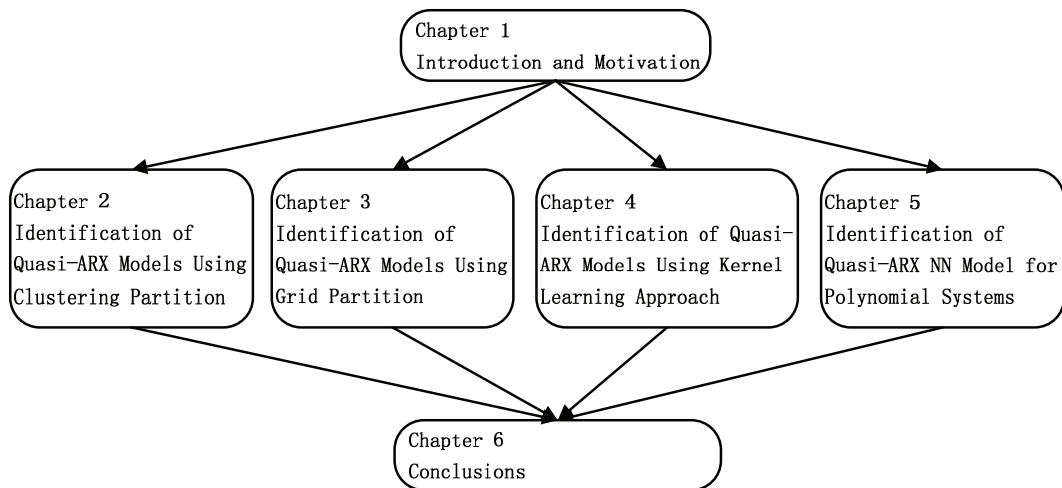 Chapter 1
Introduction and Motivation
Chapter 2
Identification of
Quasi-ARX Models Using
Clustering Partition
Chapter 3
Identification of
Quasi-ARX Models Using
Grid Partition
Chapter 4
Identification of Quasi-
ARX Models Using Kernel
Learning Approach
Chapter 5
Identification of
Quasi-ARX NN Model for
Polynomial Systems
Chapter 6
Conclusions